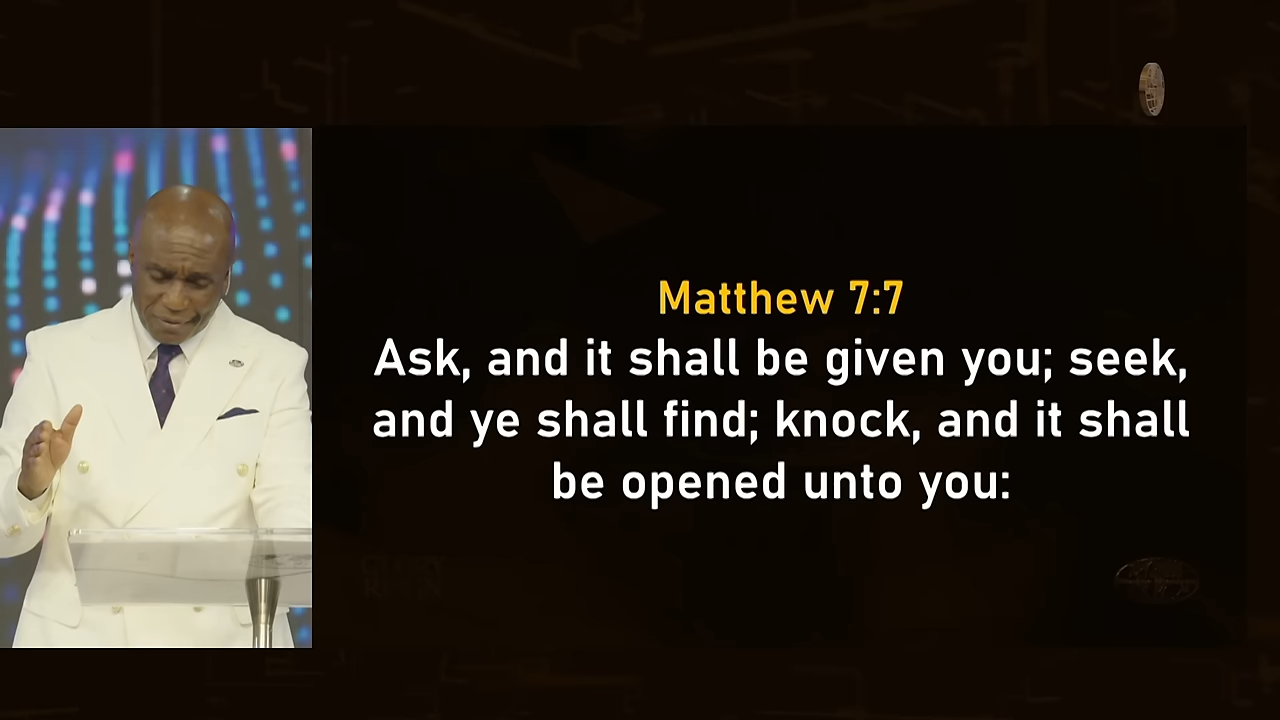 Matthew 7:7
Ask, and it shall be given you; seek,
and ye shall find; knock, and it shall
be opened unto you: